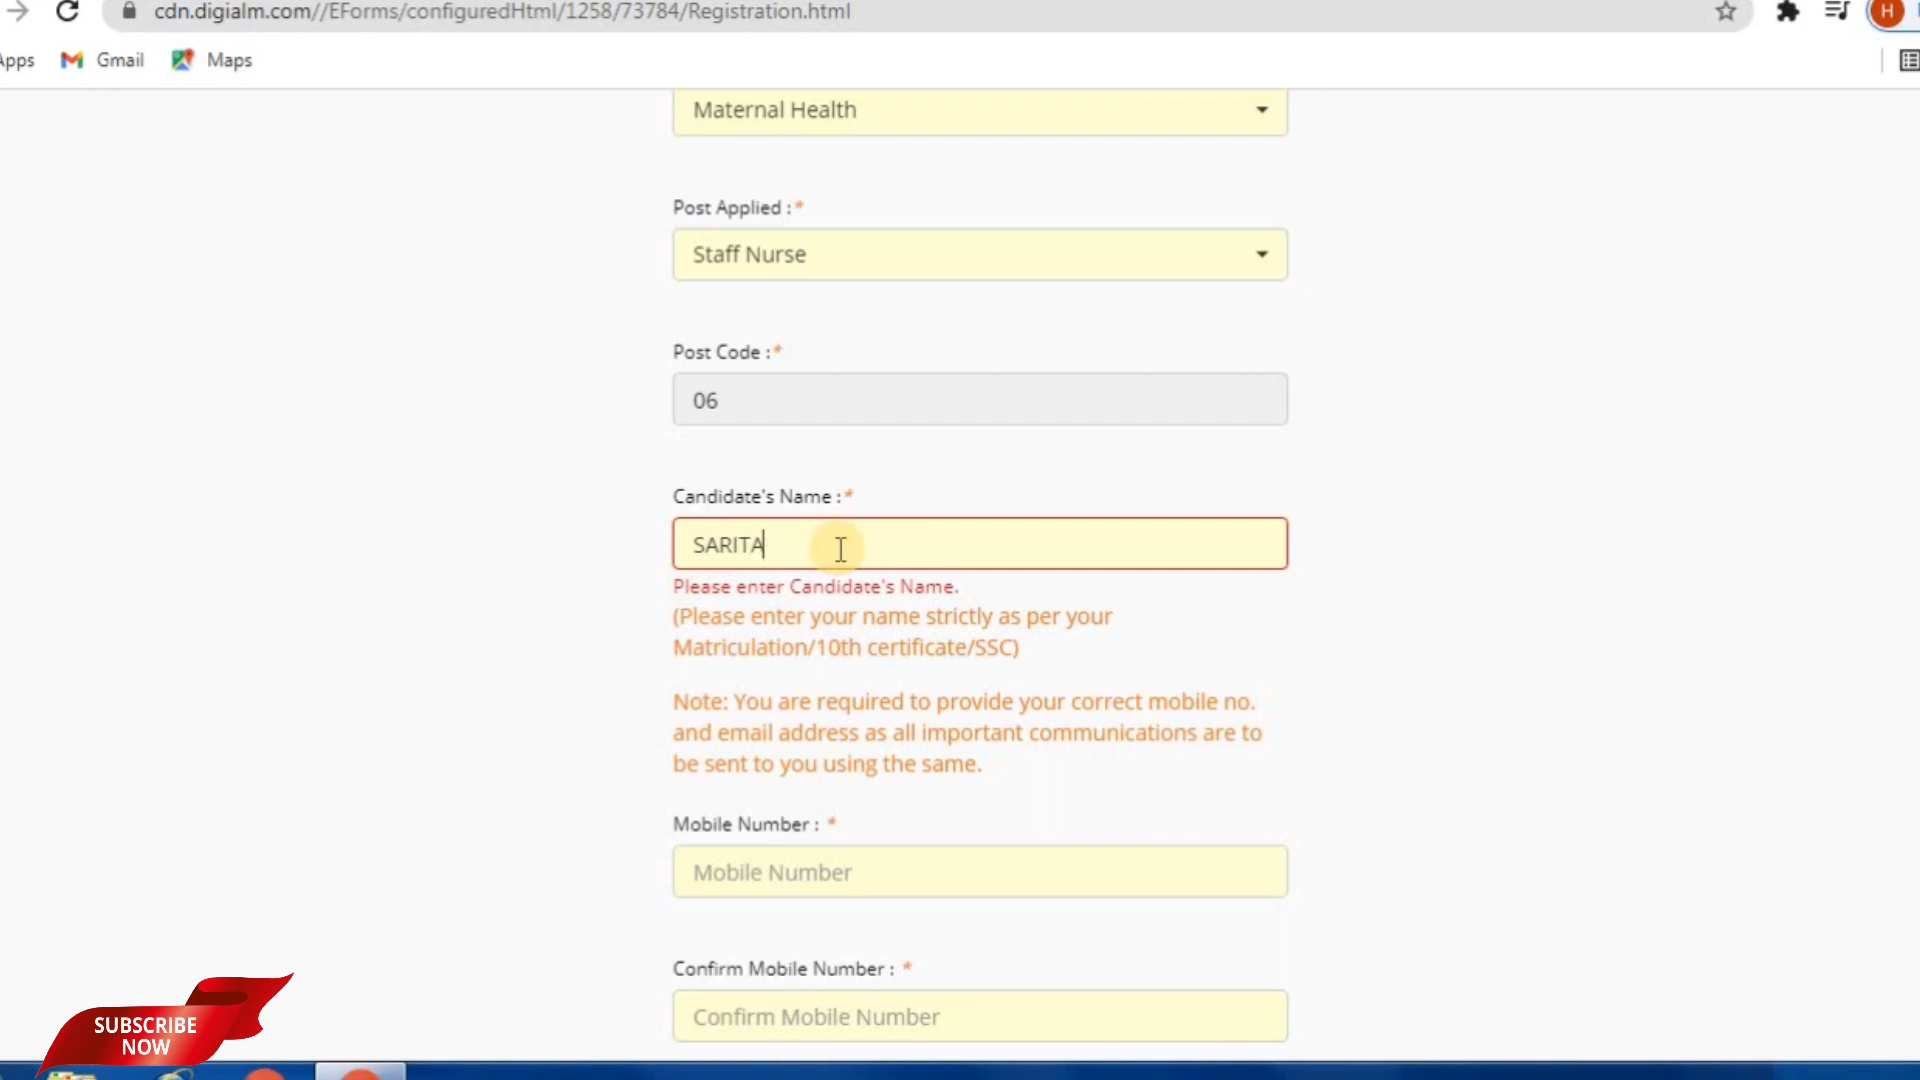 cdn.digialm.com//EForms/configuredHtml/1258/73784/Registration.html
H
Gmail
Maps
Maternal Health
Post Applied :*
Staff Nurse
Post Code :*
06
Candidate's Name :*
SARITA
Please enter Candidate's Name.
(Please enter your name strictly as per your
Matriculation/10th certificate/SSC)
Note: You are required to provide your correct mobile no.
and email address as all important communications are to
be sent to you using the same.
Mobile Number : *
Mobile Number
Confirm Mobile Number : *
Confirm Mobile Number
SUBSCRIBE
NOW